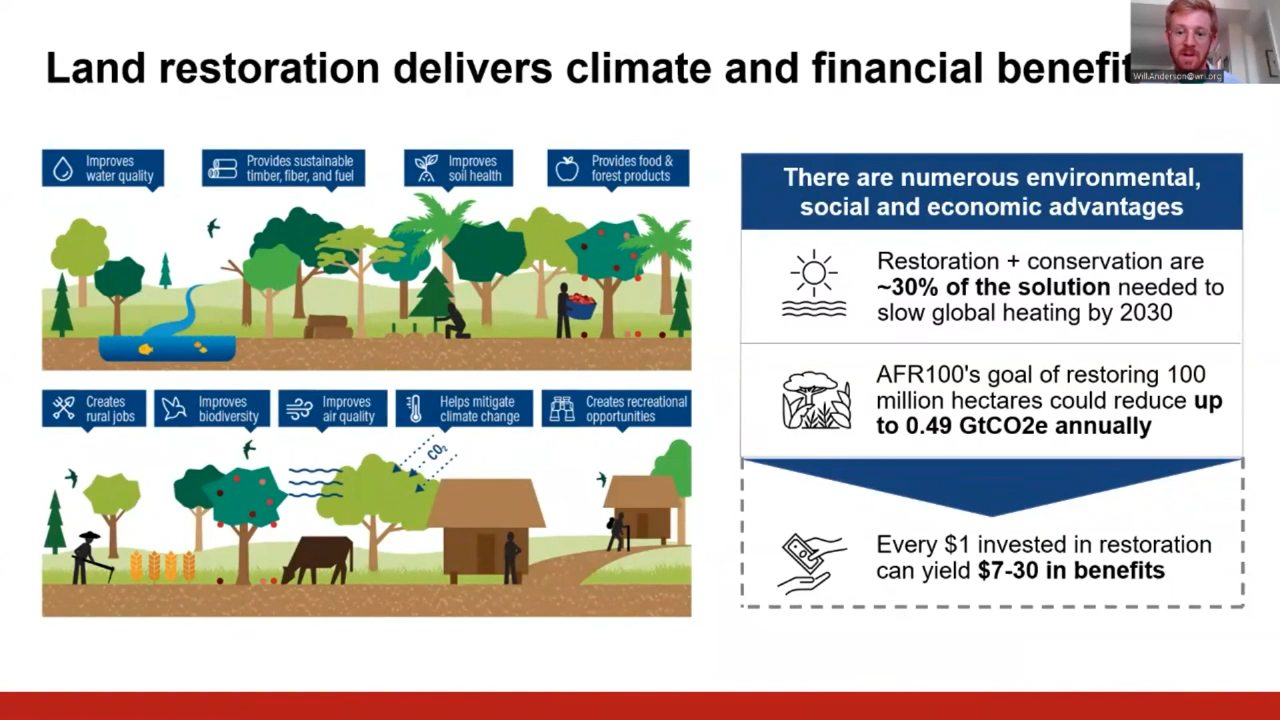 Land restoration delivers climate and financial benefit
Will.Anderson@wri.org
Improves
water quality
Provides sustainable
timber, fiber, and fuel
Improves
soil health
Provides food &
forest products
Creates
rural jobs
Improves
biodiversity
Improves
air quality
Helps mitigate
climate change
Creates recreational
opportunities
CO₂
There are numerous environmental,
social and economic advantages
Restoration + conservation are
~30% of the solution needed to
slow global heating by 2030
AFR100's goal of restoring 100
million hectares could reduce up
to 0.49 GtCO2e annually
Every $1 invested in restoration
can yield $7-30 in benefits